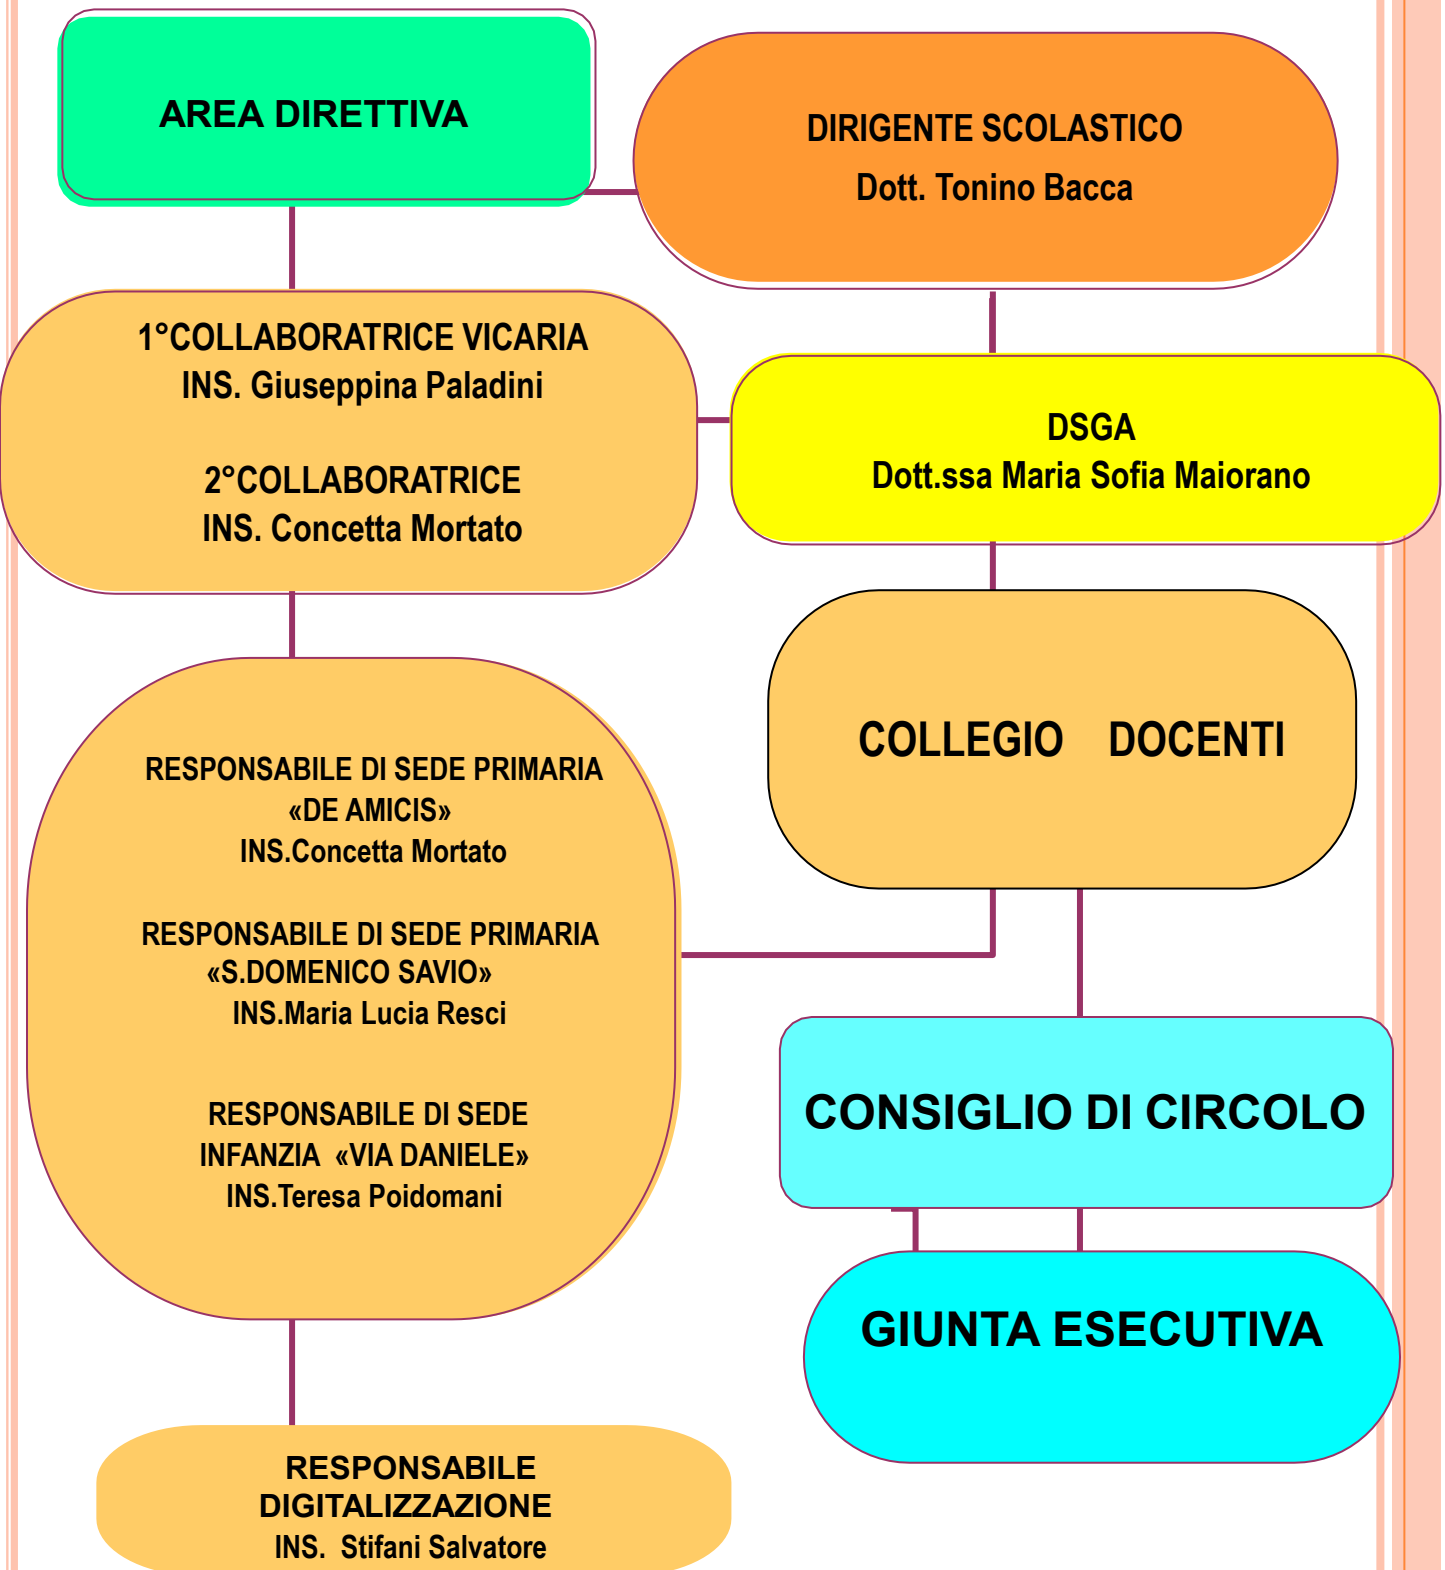 AREA DIRETTIVA
DIRIGENTE SCOLASTICO
Dott. Tonino Bacca
1°COLLABORATRICE VICARIA
INS. Giuseppina Paladini
2°COLLABORATRICE
INS. Concetta Mortato
DSGA
Dott.ssa Maria Sofia Maiorano
COLLEGIO DOCENTI
RESPONSABILE DI SEDE PRIMARIA
«DE AMICIS»
INS.Concetta Mortato
RESPONSABILE DI SEDE PRIMARIA
«S.DOMENICO SAVIO»
INS.Maria Lucia Resci
RESPONSABILE DI SEDE
INFANZIA «VIA DANIELE»
INS.Teresa Poidomani
CONSIGLIO DI CIRCOLO
GIUNTA ESECUTIVA
RESPONSABILE
DIGITALIZZAZIONE
INS. Stifani Salvatore